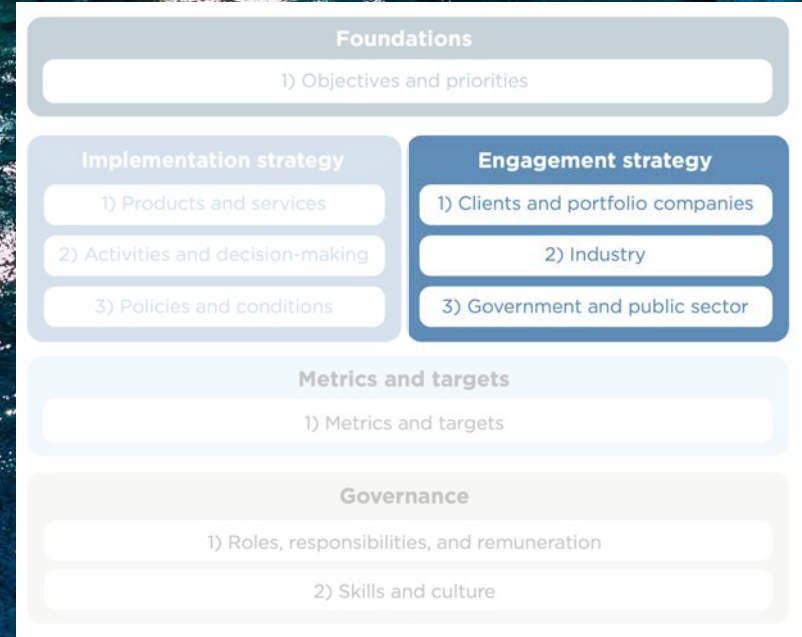 Foundations
1) Objectives and priorities
Implementation strategy
1) Products and services
2) Activities and decision-making
3) Policies and conditions
Engagement strategy
1) Clients and portfolio companies
2) Industry
3) Government and public sector
Metrics and targets
1) Metrics and targets
Governance
1) Roles, responsibilities, and remuneration
2) Skills and culture